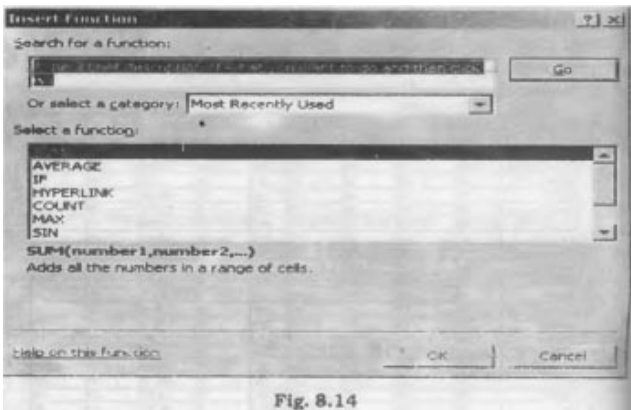 Insert Function
Search for a function:
Go
Or select a category: Most Recently Used
Select a function:
AVERAGE
IF
HYPERLINK
COUNT
MAX
SIN
SUM(number1,number2,...)
Adds all the numbers in a range of cells.
Help on this function
OK
Cancel
Fig. 8.14